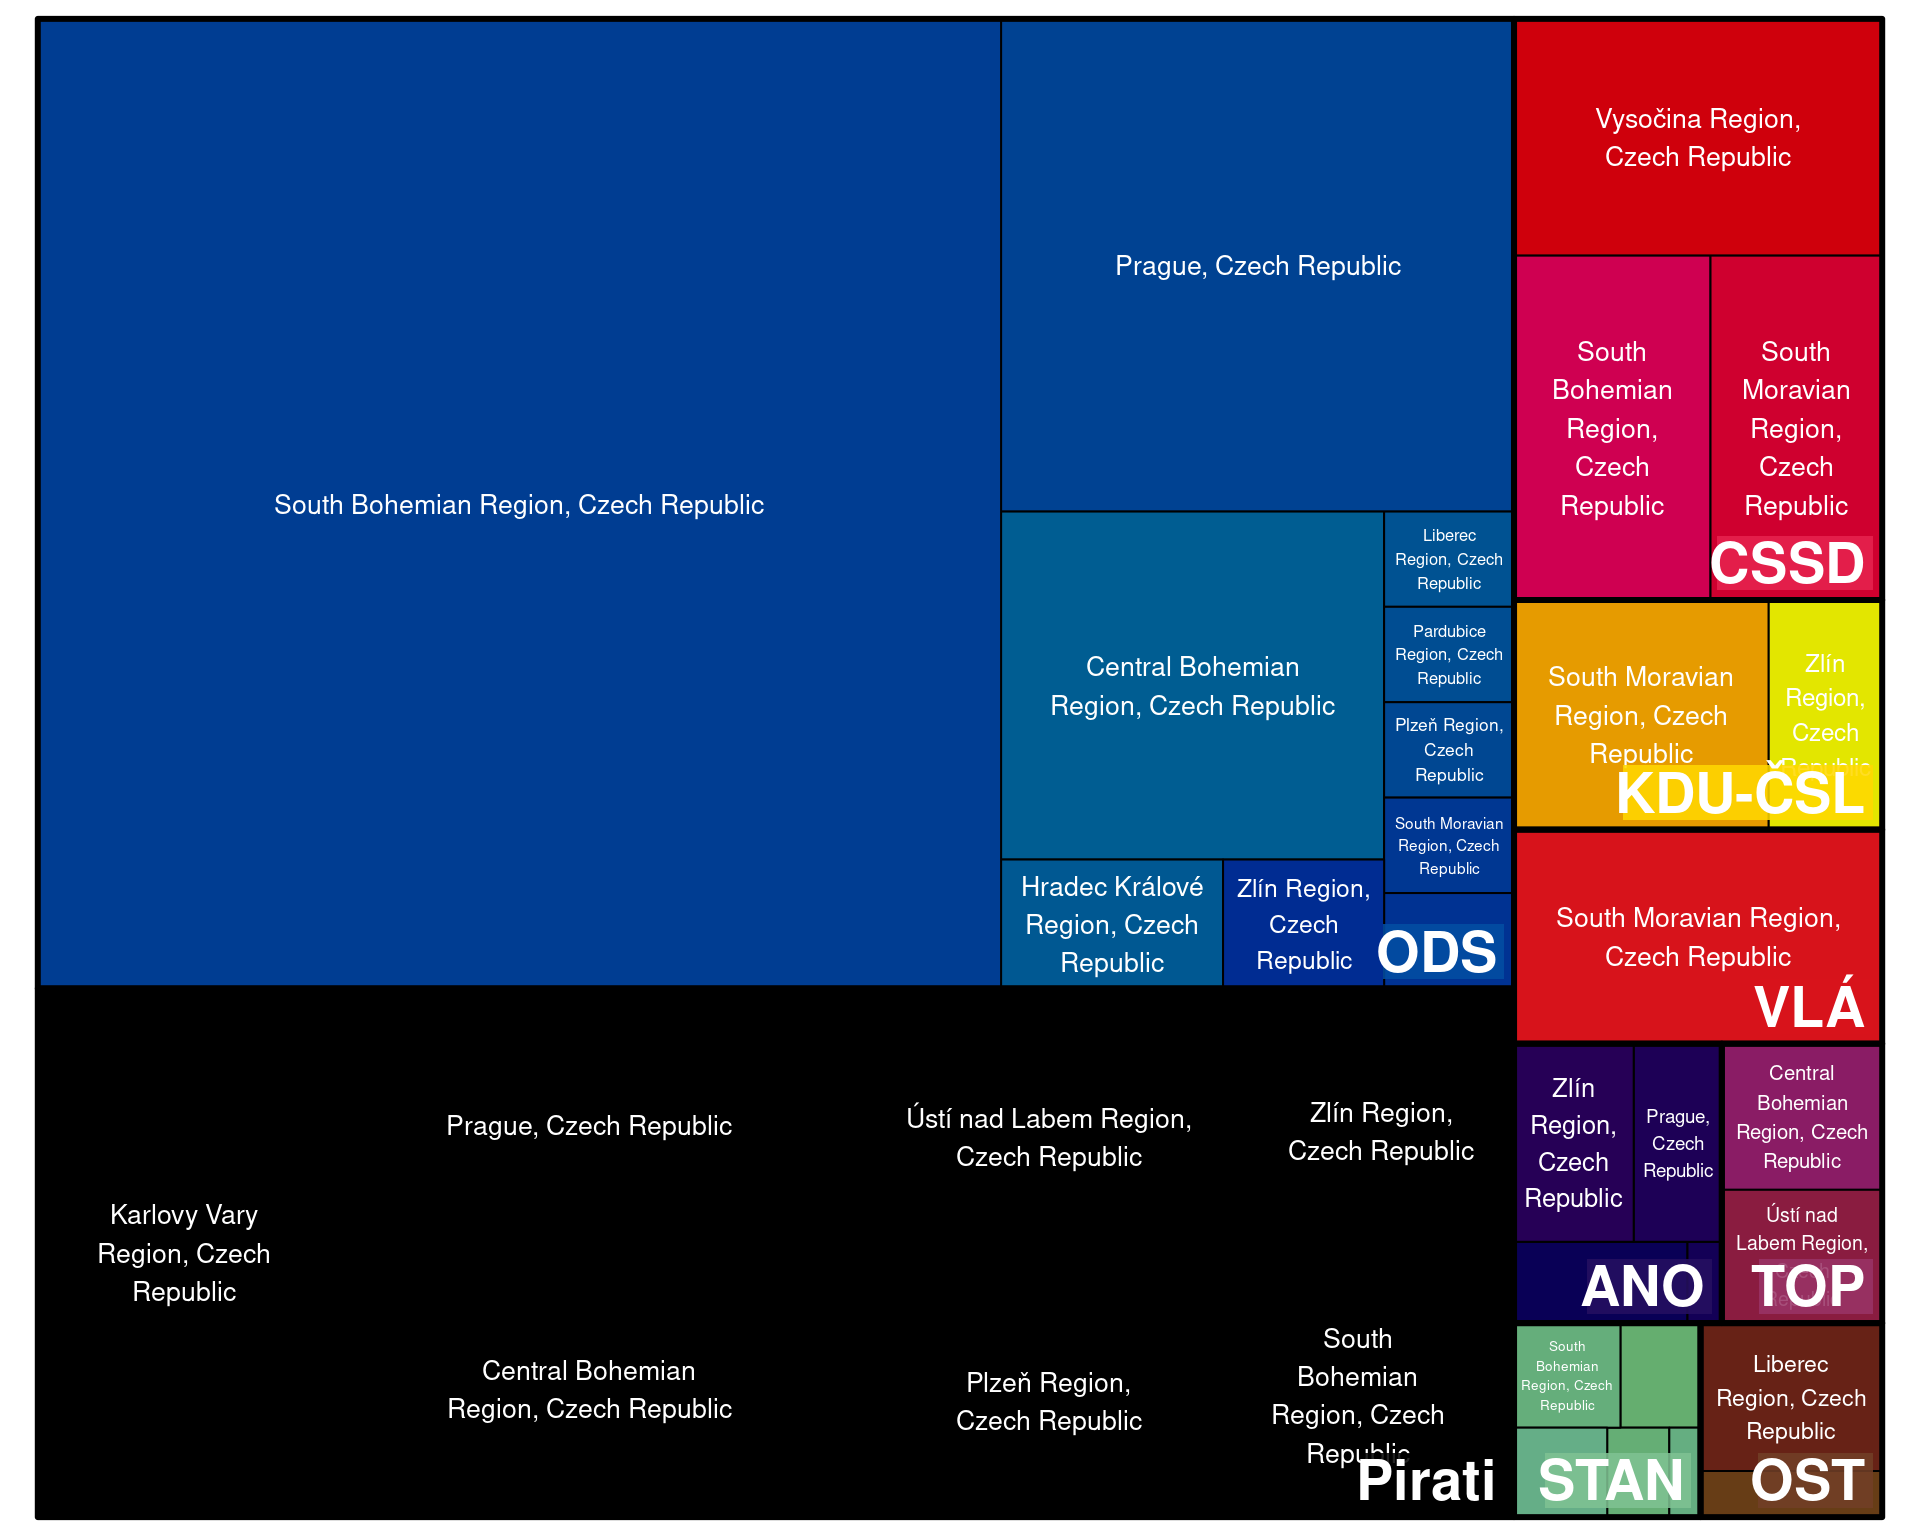 South Bohemian Region, Czech Republic
Prague, Czech Republic
Central Bohemian
Region, Czech Republic
Liberec
Region, Czech
Republic
Pardubice
Region, Czech
Republic
Plzeň Region,
Czech
Republic
South Moravian
Region, Czech
Republic
Hradec Králové
Region, Czech
Republic
Zlín Region,
Czech
Republic
ODS
Vysočina Region,
Czech Republic
South
Bohemian
Region,
Czech
Republic
South
Moravian
Region,
Czech
Republic
CSSD
South Moravian
Region, Czech
Republic
Zlín
Region,
Czech
Republic
KDU-ČSL
South Moravian Region,
Czech Republic
VLÁ
Karlovy Vary
Region, Czech
Republic
Prague, Czech Republic
Central Bohemian
Region, Czech Republic
Ústí nad Labem Region,
Czech Republic
Plzeň Region,
Czech Republic
Zlín Region,
Czech Republic
South
Bohemian
Region, Czech
Republic
Pirati
Zlín
Region,
Czech
Republic
Prague,
Czech
Republic
ANO
Central
Bohemian
Region, Czech
Republic
Ústí nad
Labem Region,
Czech
Republic
TOP
South
Bohemian
Region, Czech
Republic
STAN
Liberec
Region, Czech
Republic
OST